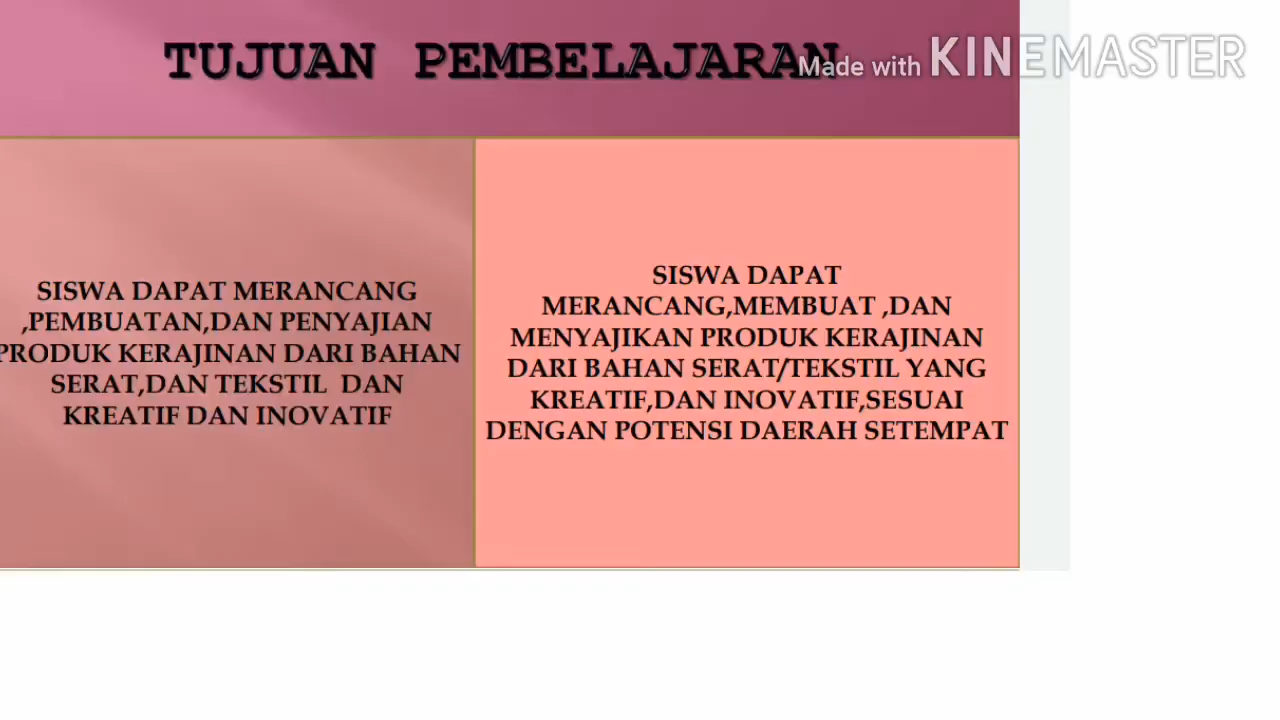 TUJUAN PEMBELAJARAN
Made with KINEMASTER
SISWA DAPAT MERANCANG
,PEMBUATAN,DAN PENYAJIAN
PRODUK KERAJINAN DARI BAHAN
SERAT,DAN TEKSTIL DAN
KREATIF DAN INOVATIF
SISWA DAPAT
MERANCANG,MEMBUAT ,DAN
MENYAJIKAN PRODUK KERAJINAN
DARI BAHAN SERAT/TEKSTIL YANG
KREATIF,DAN INOVATIF,SESUAI
DENGAN POTENSI DAERAH SETEMPAT